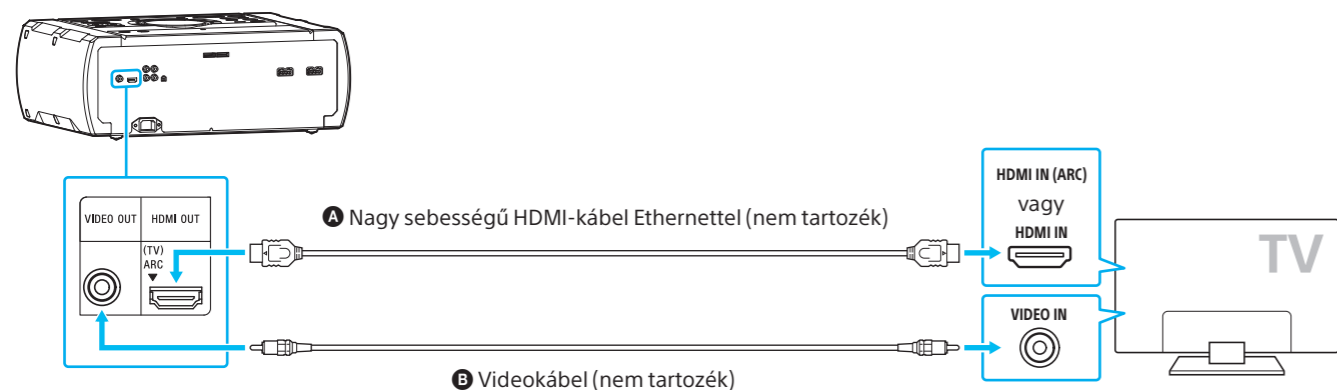 VIDEO OUT
HDMI OUT
(TV)
ARC
A Nagy sebességű HDMI-kábel Ethernettel (nem tartozék)
HDMI IN (ARC)
vagy
HDMI IN
TV
VIDEO IN
B Videokábel (nem tartozék)